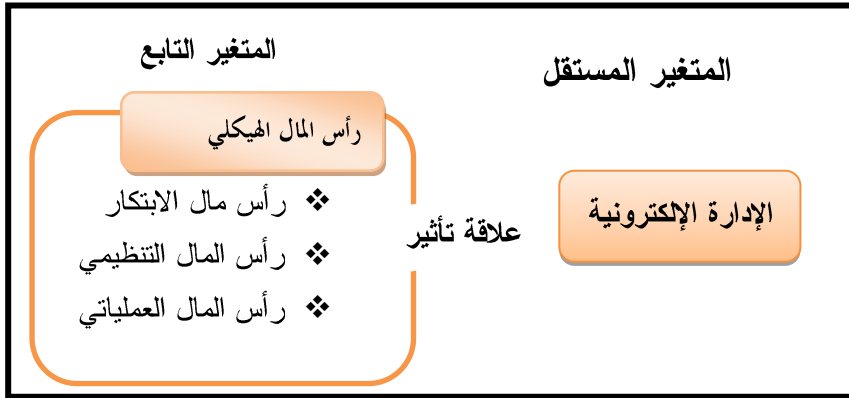 المتغير المستقل
المتغير التابع
رأس المال الهيكلي
الإدارة الإلكترونية
علاقة تأثير
❖ رأس مال الابتكار
❖ رأس المال التنظيمي
❖ رأس المال العملياتي